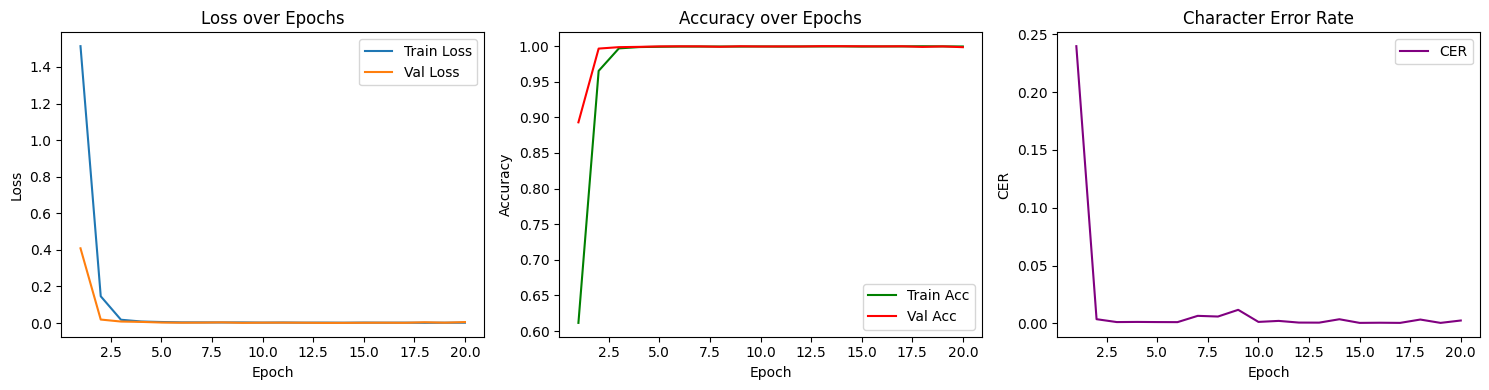 Loss over Epochs
Loss
1.4
1.2
1.0
0.8
0.6
0.4
0.2
0.0
2.5 5.0 7.5 10.0 12.5 15.0 17.5 20.0
Epoch
Train Loss
Val Loss
Accuracy over Epochs
Accuracy
1.00
0.95
0.90
0.85
0.80
0.75
0.70
0.65
0.60
2.5 5.0 7.5 10.0 12.5 15.0 17.5 20.0
Epoch
Train Acc
Val Acc
Character Error Rate
CER
0.25
0.20
0.15
0.10
0.05
0.00
2.5 5.0 7.5 10.0 12.5 15.0 17.5 20.0
Epoch
CER